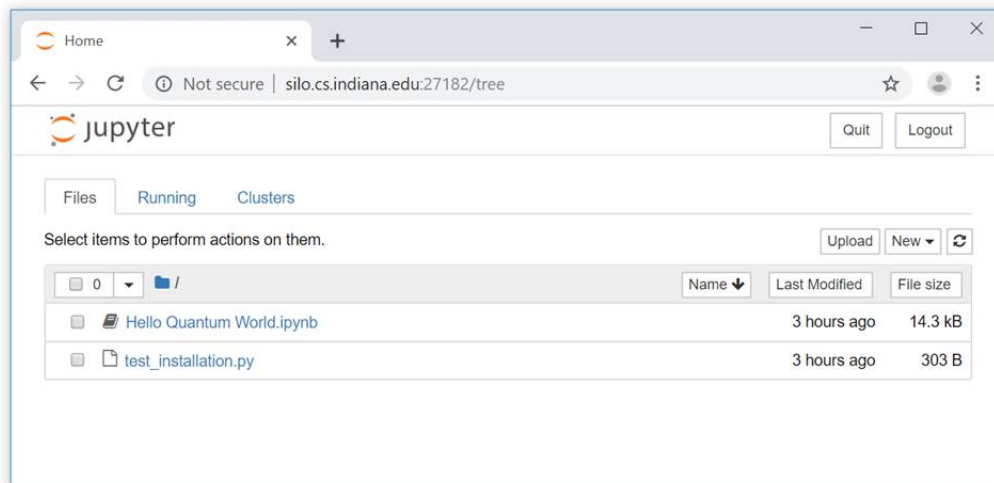 Home
Not secure | silo.cs.indiana.edu:27182/tree
jupyter Quit Logout
Files Running Clusters
Select items to perform actions on them. Upload New
0 / Name Last Modified File size
Hello Quantum World.ipynb 3 hours ago 14.3 kB
test_installation.py 3 hours ago 303 B